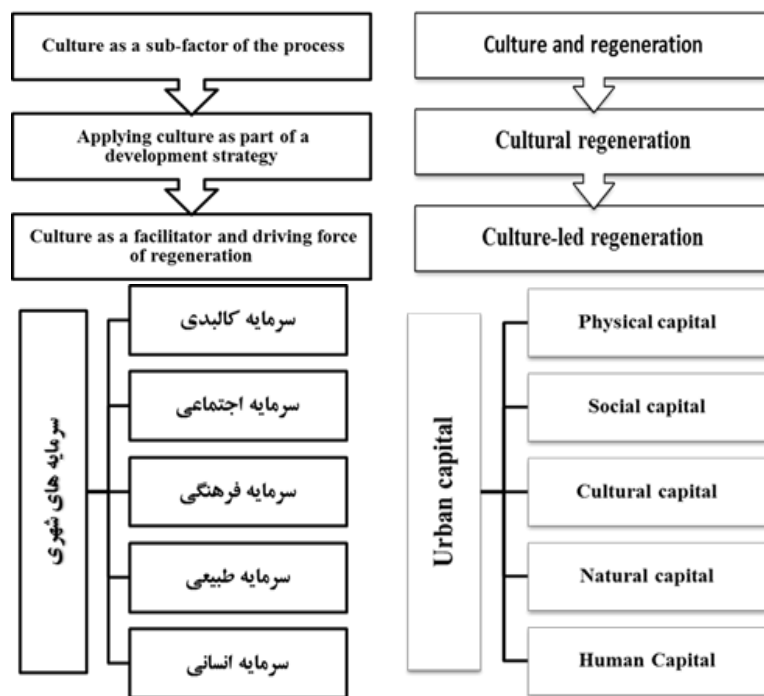 Culture as a sub-factor of the process
Applying culture as part of a
development strategy
Culture as a facilitator and driving force
of regeneration
Culture and regeneration
Cultural regeneration
Culture-led regeneration
سرمایه های شهری
سرمایه کالبدی
سرمایه اجتماعی
سرمایه فرهنگی
سرمایه طبیعی
سرمایه انسانی
Urban capital
Physical capital
Social capital
Cultural capital
Natural capital
Human Capital